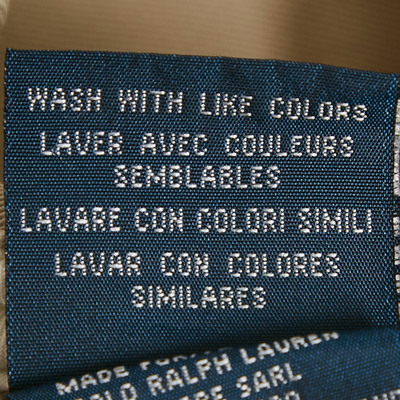 WASH WITH LIKE COLORS
LAVER AVEC COULEURS
SEMBLABLES
LAVARE CON COLORI SIMILI
LAVAR CON COLORES
SIMILARES
MADE
RALPH LAUREN
SARL